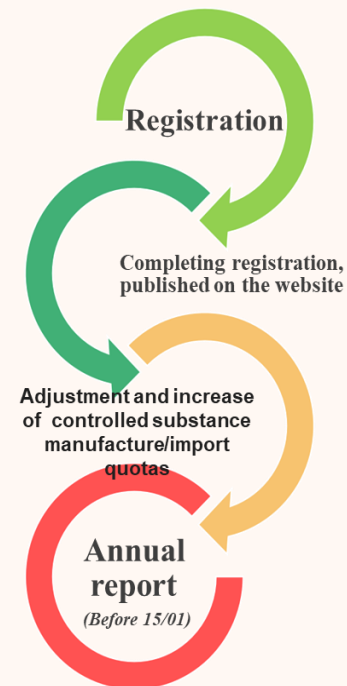 Registration
Completing registration,
published on the website
Adjustment and increase
of controlled substance
manufacture/import
quotas
Annual
report
(Before 15/01)